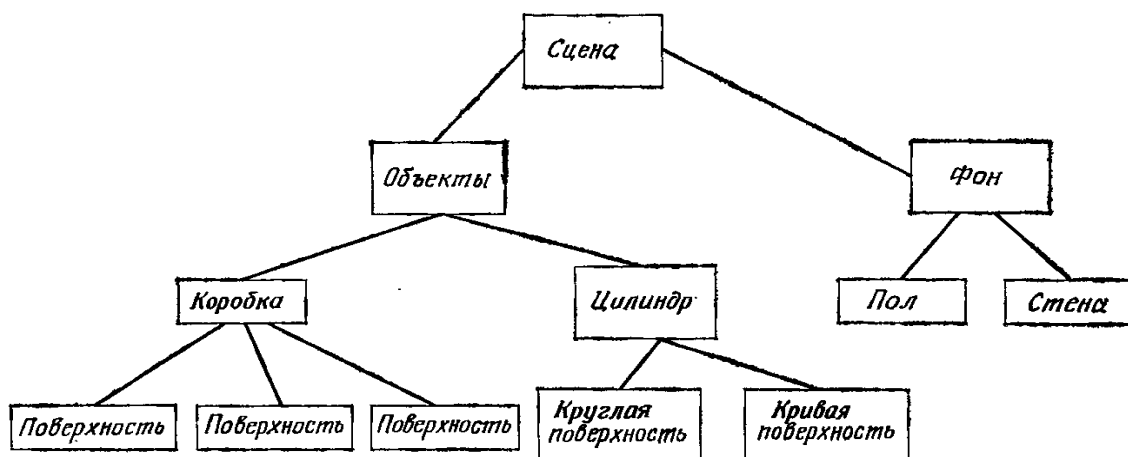 Сцена
Объекты
Фон
Коробка
Цилиндр
Пол
Стена
Поверхность
Поверхность
Поверхность
Круглая
поверхность
Кривая
поверхность